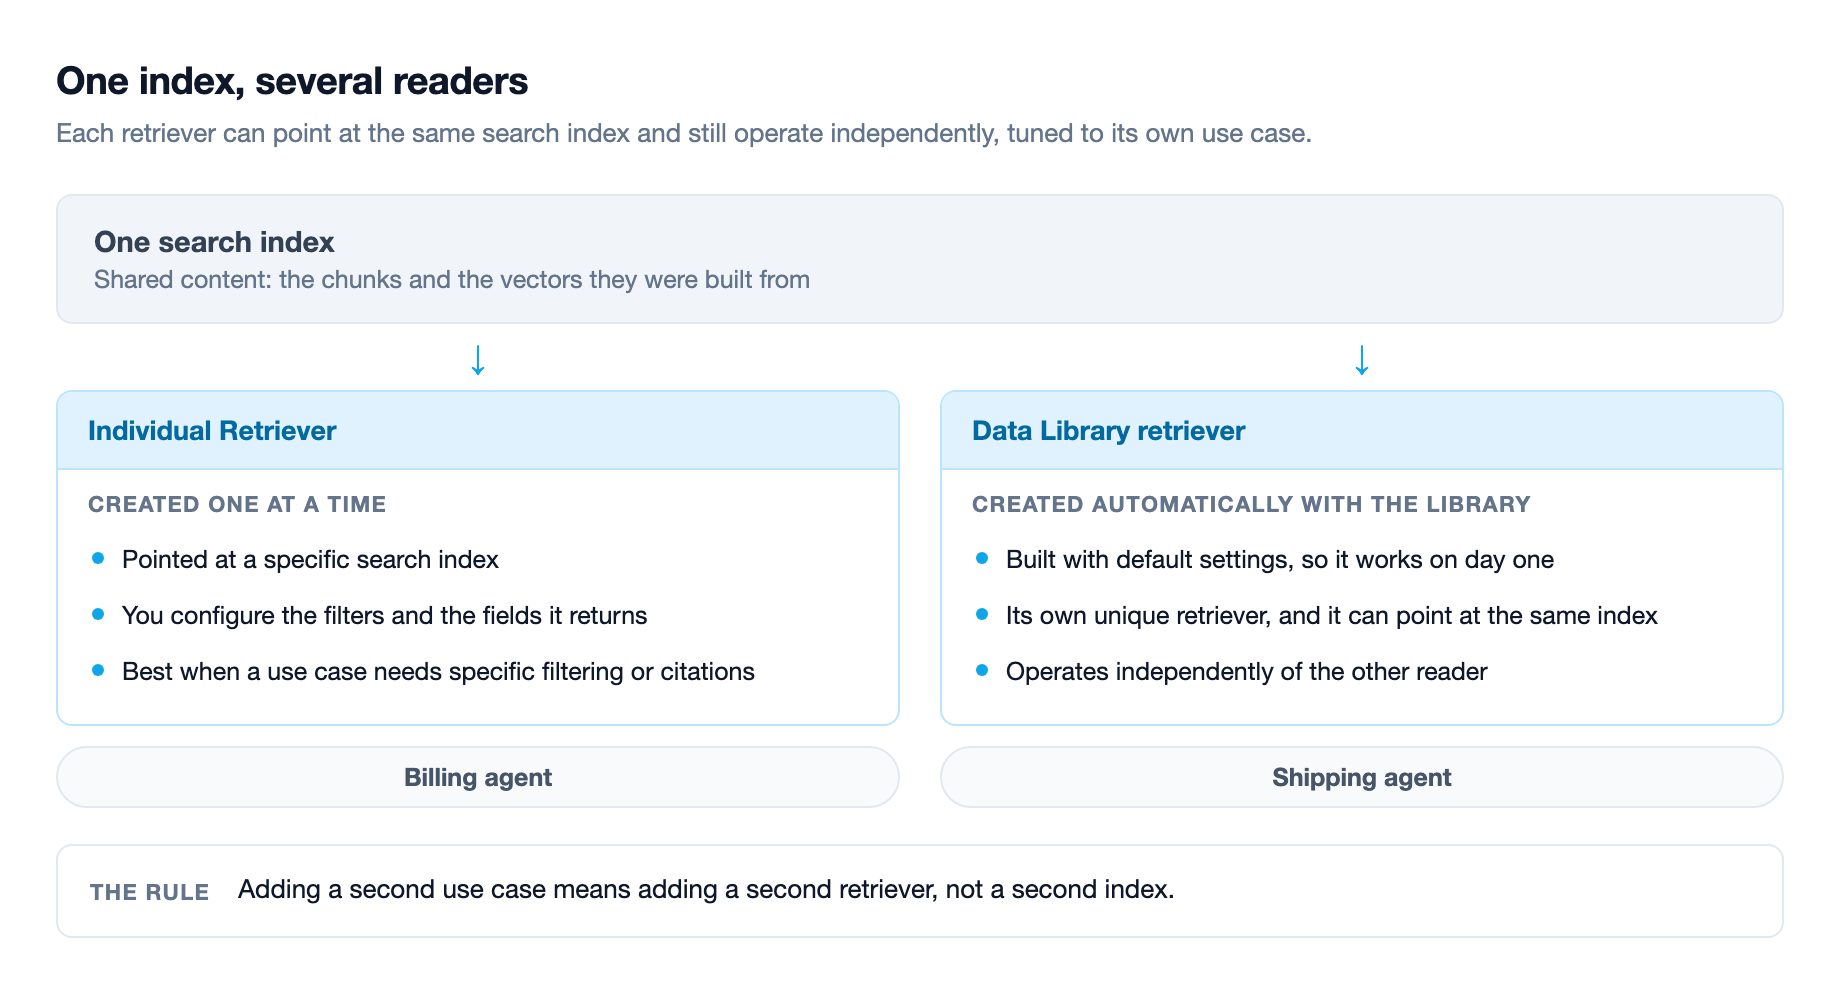 One index, several readers
Each retriever can point at the same search index and still operate independently, tuned to its own use case.
One search index
Shared content: the chunks and the vectors they were built from
↓ ↓
Individual Retriever
CREATED ONE AT A TIME
Pointed at a specific search index
You configure the filters and the fields it returns
Best when a use case needs specific filtering or citations
Billing agent
Data Library retriever
CREATED AUTOMATICALLY WITH THE LIBRARY
Built with default settings, so it works on day one
Its own unique retriever, and it can point at the same index
Operates independently of the other reader
Shipping agent
THE RULE Adding a second use case means adding a second retriever, not a second index.